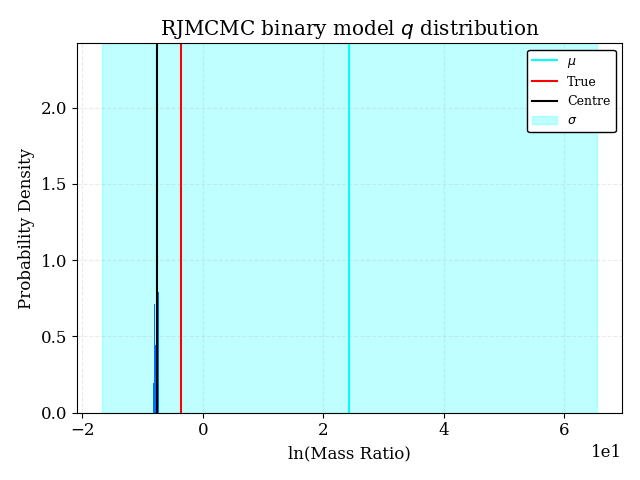 RJMCMC binary model q distribution
μ
True
Centre
σ
Probability Density
2.0
1.5
1.0
0.5
0.0
−2
0
2
4
6
1e1
ln(Mass Ratio)